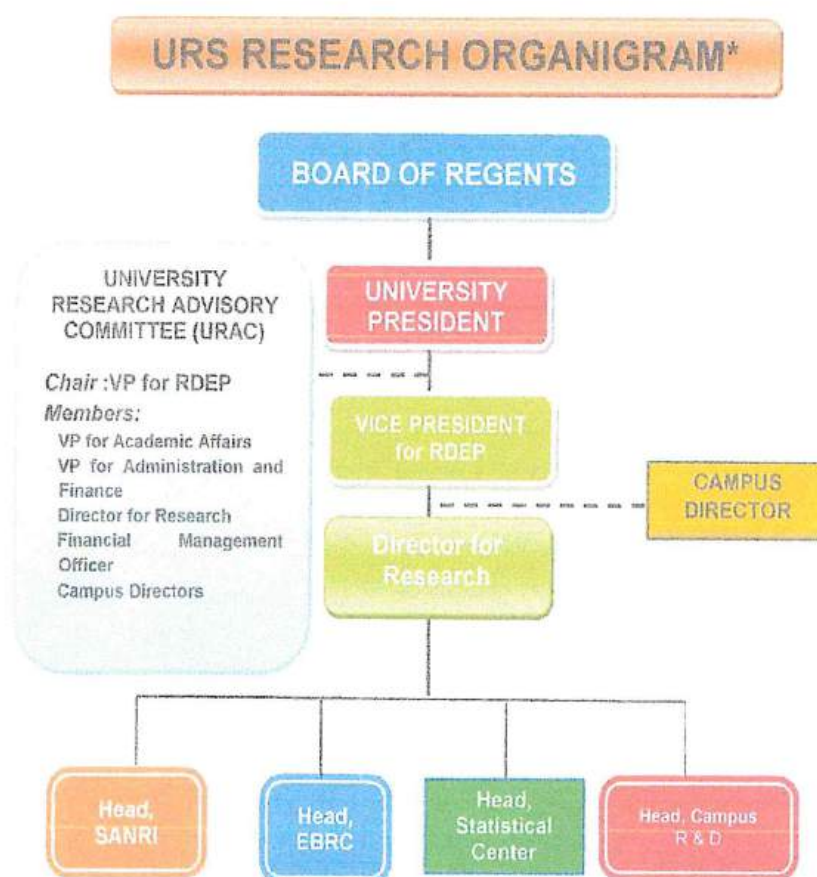 URS RESEARCH ORGANIGRAM*
BOARD OF REGENTS
UNIVERSITY
RESEARCH ADVISORY
COMMITTEE (URAC)
Chair :VP for RDEP
Members:
VP for Academic Affairs
VP for Administration and
Finance
Director for Research
Financial Management
Officer
Campus Directors
UNIVERSITY
PRESIDENT
VICE PRESIDENT
for RDEP
CAMPUS
DIRECTOR
Director for
Research
Head,
SANRI
Head,
EBRC
Head,
Statistical
Center
Head, Campus
R & D